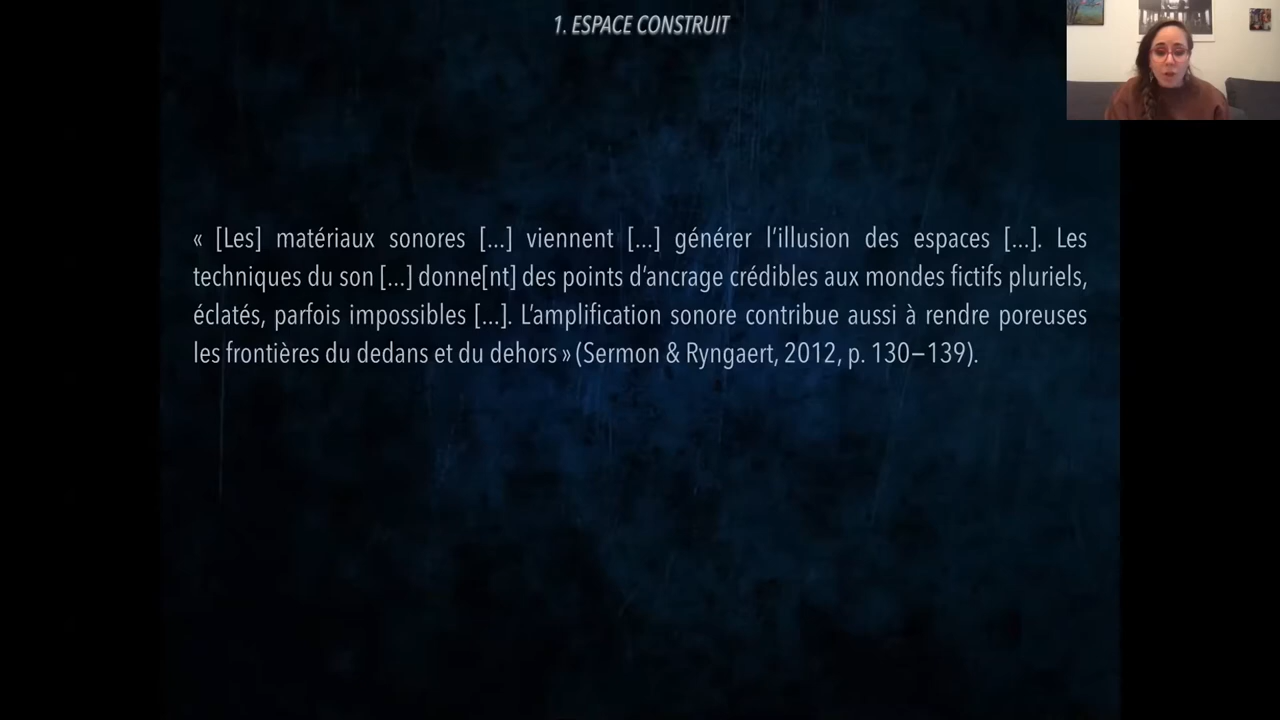 1. ESPACE CONSTRUIT
« [Les] matériaux sonores [...] viennent [...] générer l’illusion des espaces [...]. Les
techniques du son [...] donne[nt] des points d’ancrage crédibles aux mondes fictifs pluriels,
éclatés, parfois impossibles [...]. L’amplification sonore contribue aussi à rendre poreuses
les frontières du dedans et du dehors » (Sermon & Ryngaert, 2012, p. 130–139).